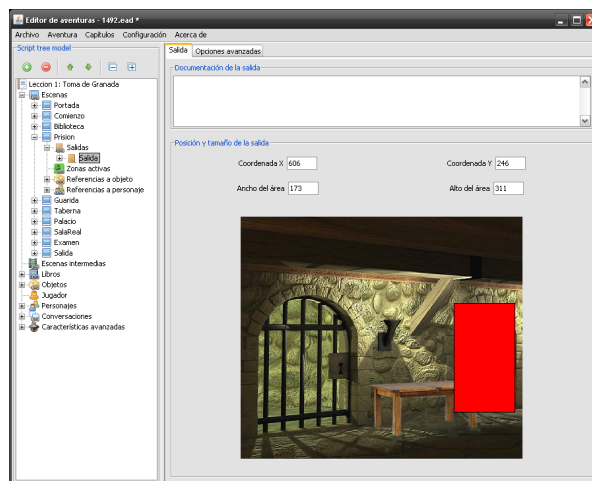 Editor de aventuras - 1492.ead *
Archivo Aventura Capítulos Configuración Acerca de
Script tree model
Leccion 1: Toma de Granada
Escenas
Portada
Comienzo
Biblioteca
Prision
Salidas
Salida
Zonas activas
Referencias a objeto
Referencias a personaje
Guarida
Taberna
Palacio
SalaReal
Examen
Salida
Escenas intermedias
Libros
Objetos
Jugador
Personajes
Conversaciones
Características avanzadas
Salida Opciones avanzadas
Documentación de la salida
Posición y tamaño de la salida
Coordenada X 606 Coordenada Y 246
Ancho del área 173 Alto del área 311